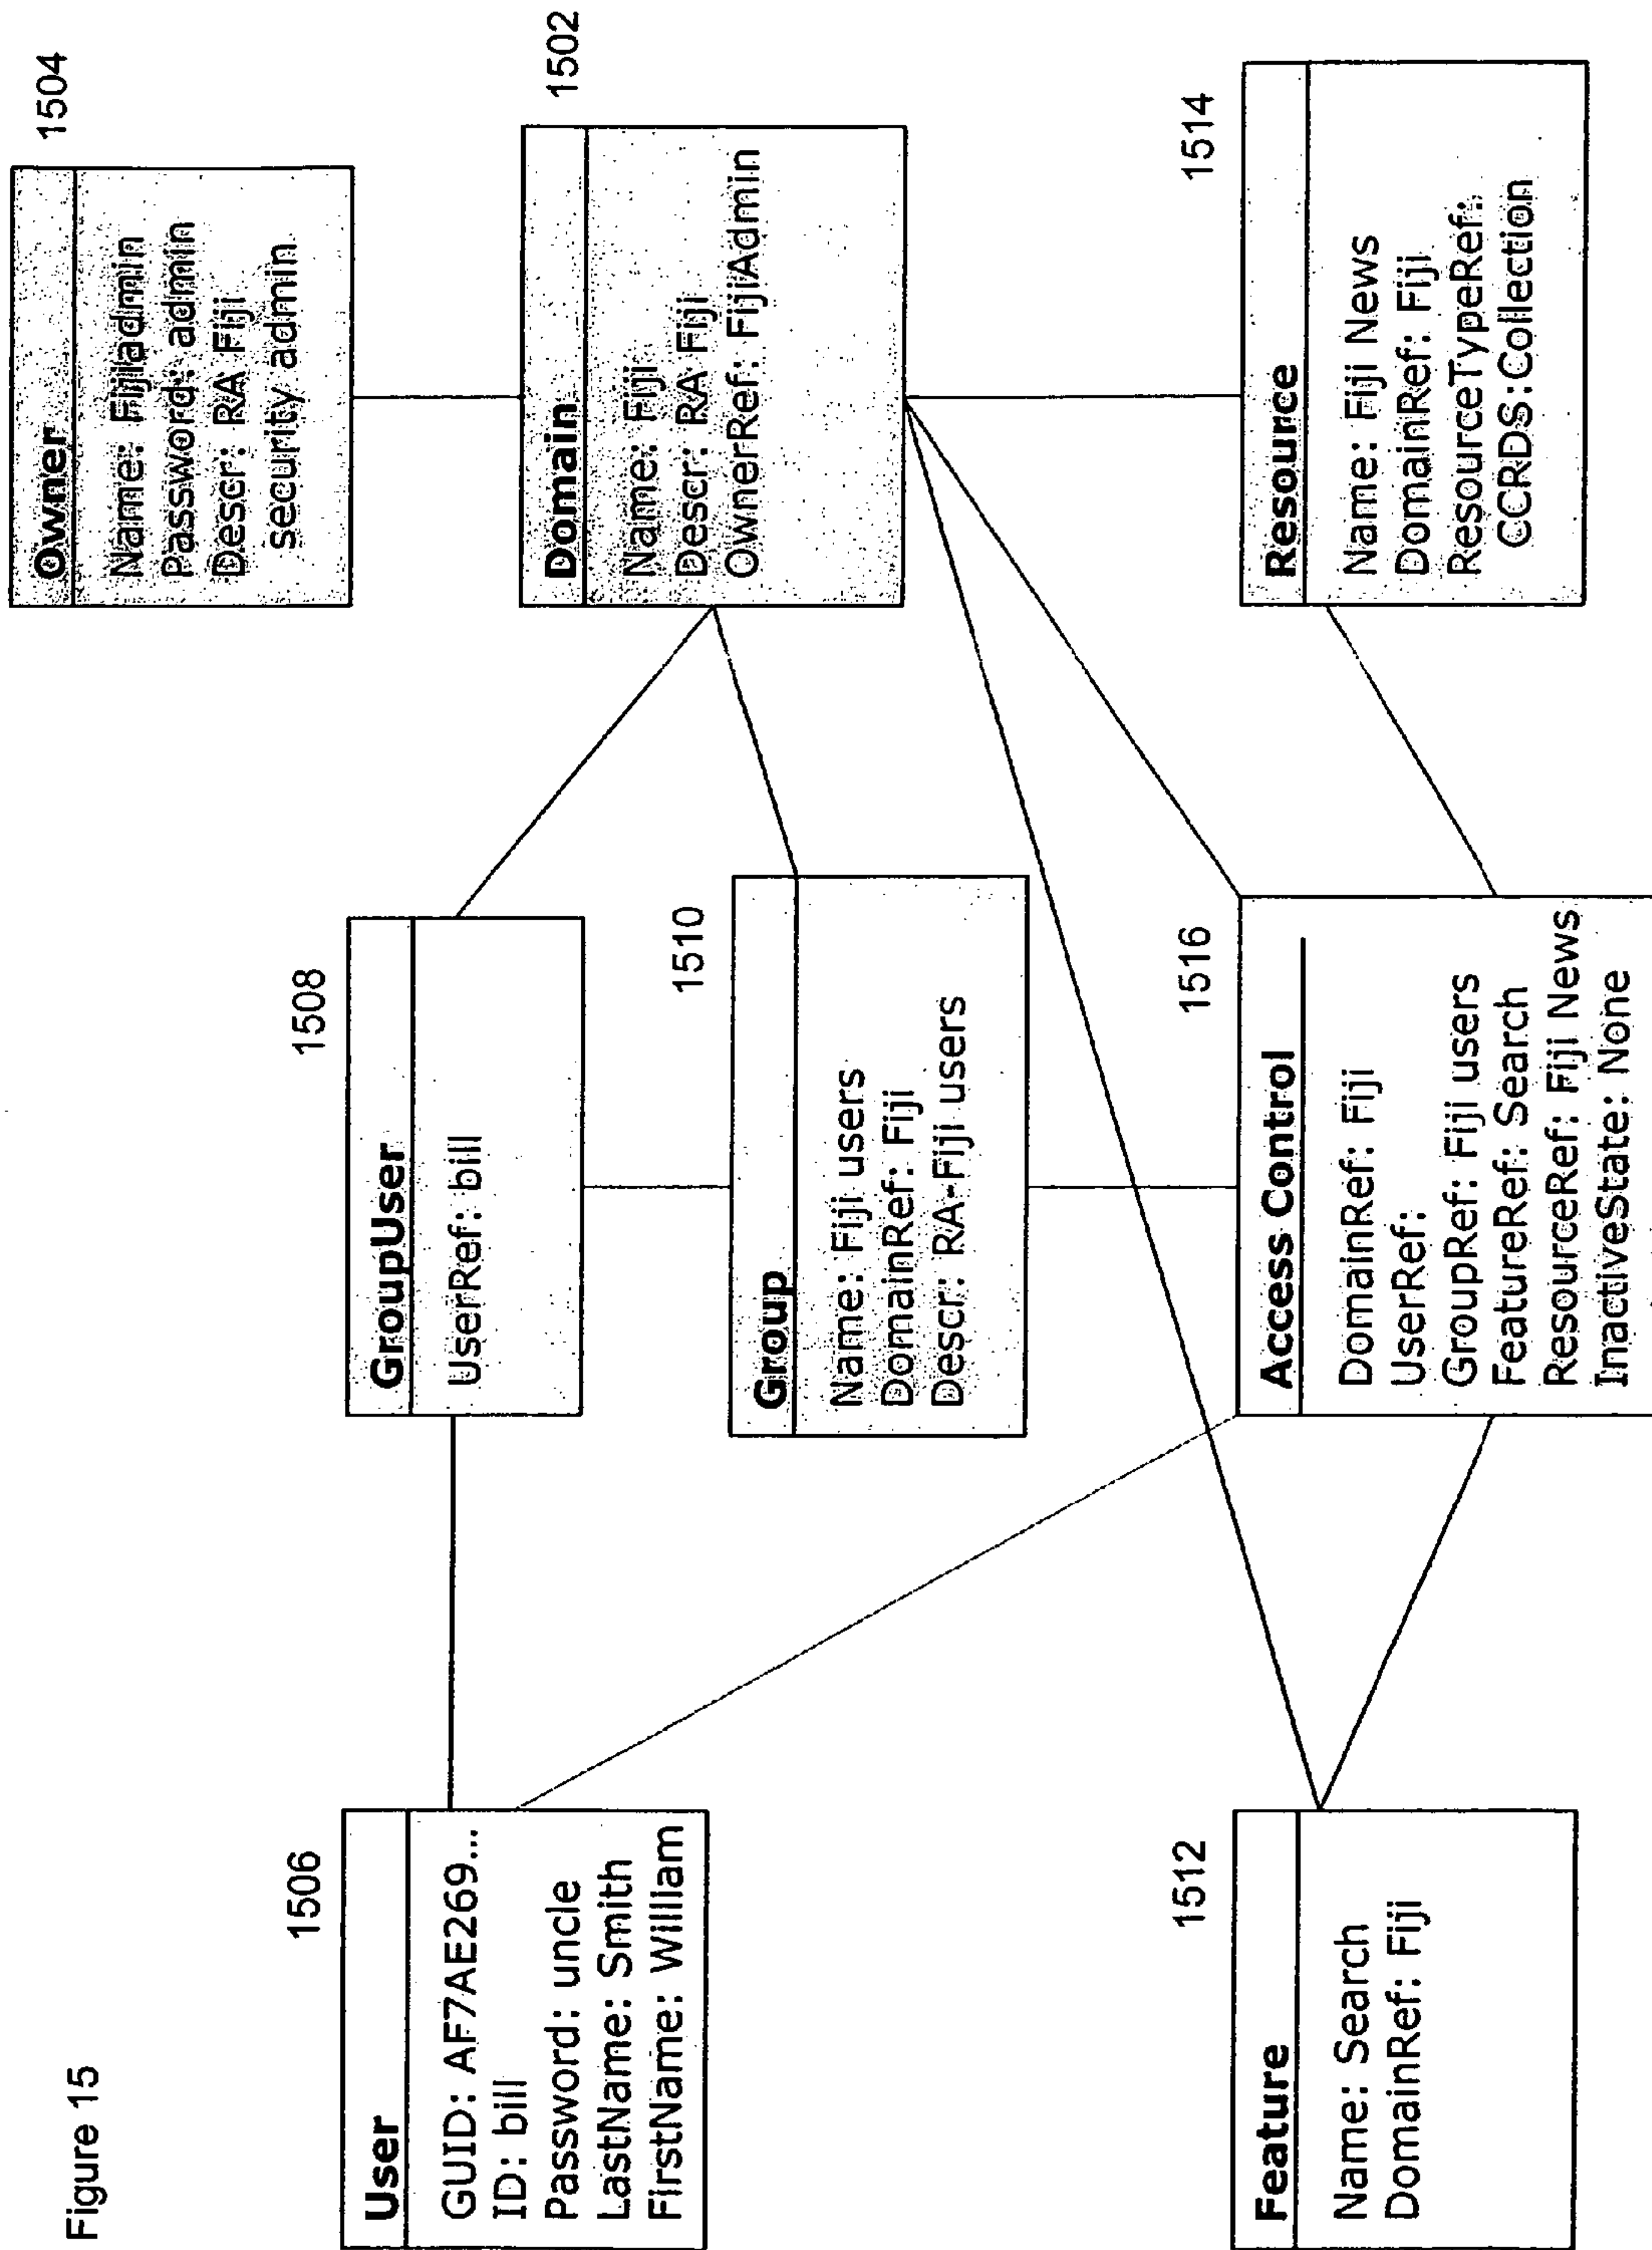 Figure 15
1506
User
GUID: AF7AE269...
ID: bill
Password: uncle
LastName: Smith
FirstName: William
1508
GroupUser
UserRef: bill
1504
Owner
Name: Fijiadmin
Password: admin
Descr: RA Fiji
security admin
1510
Group
Name: Fiji users
DomainRef: Fiji
Descr: RA-Fiji users
1502
Domain
Name: Fiji
Descr: RA Fiji
OwnerRef: FijiAdmin
1512
Feature
Name: Search
DomainRef: Fiji
1516
Access Control
DomainRef: Fiji
UserRef:
GroupRef: Fiji users
FeatureRef: Search
ResourceRef: Fiji News
InactiveState: None
1514
Resource
Name: Fiji News
DomainRef: Fiji
ResourceTypeRef:
CCRDS:Collection